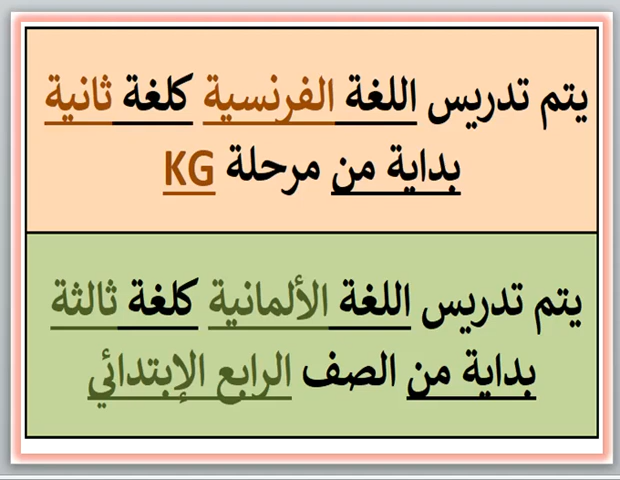 يتم تدريس اللغة الفرنسية كلغة ثانية
بداية من مرحلة KG
يتم تدريس اللغة الألمانية كلغة ثالثة
بداية من الصف الرابع الإبتدائي